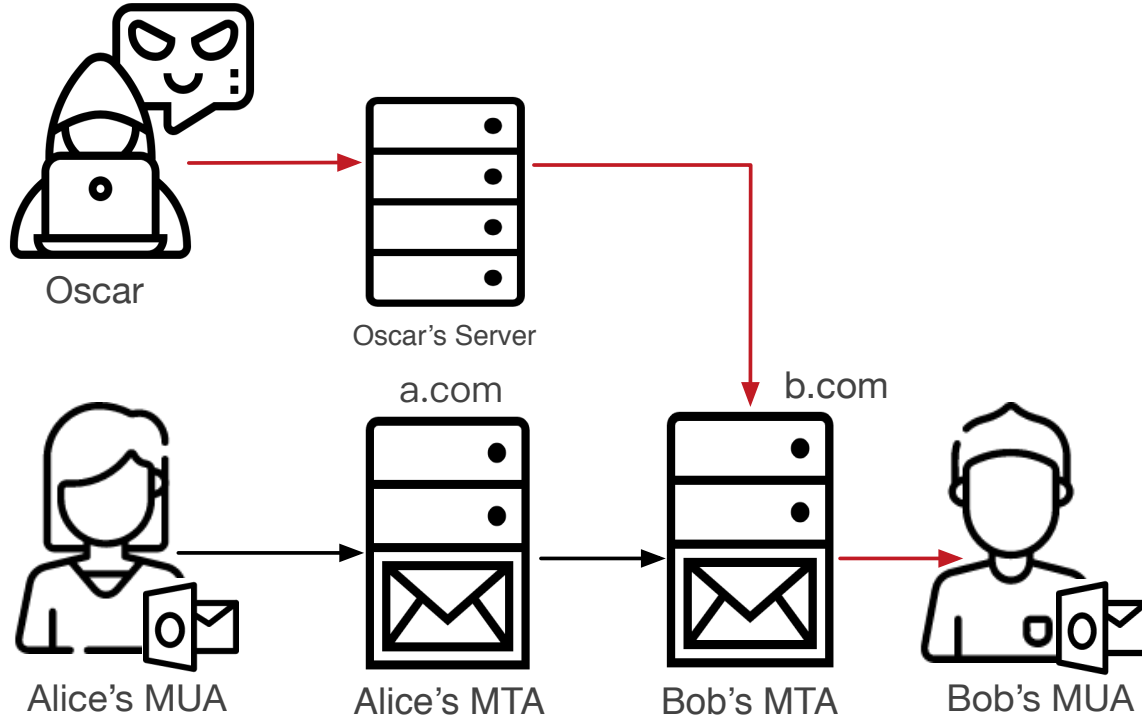 Oscar
Oscar's Server
a.com
b.com
Alice's MUA
Alice's MTA
Bob's MTA
Bob's MUA